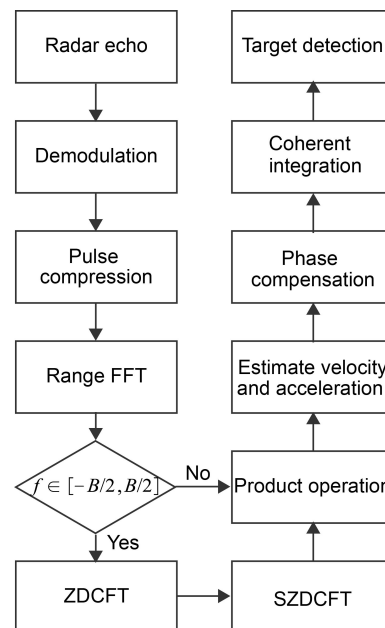 Radar echo
Demodulation
Pulse
compression
Range FFT
f ∈ [−B/2, B/2]
No
Yes
ZDCFT
SZDCFT
Product operation
Estimate velocity
and acceleration
Phase
compensation
Coherent
integration
Target detection